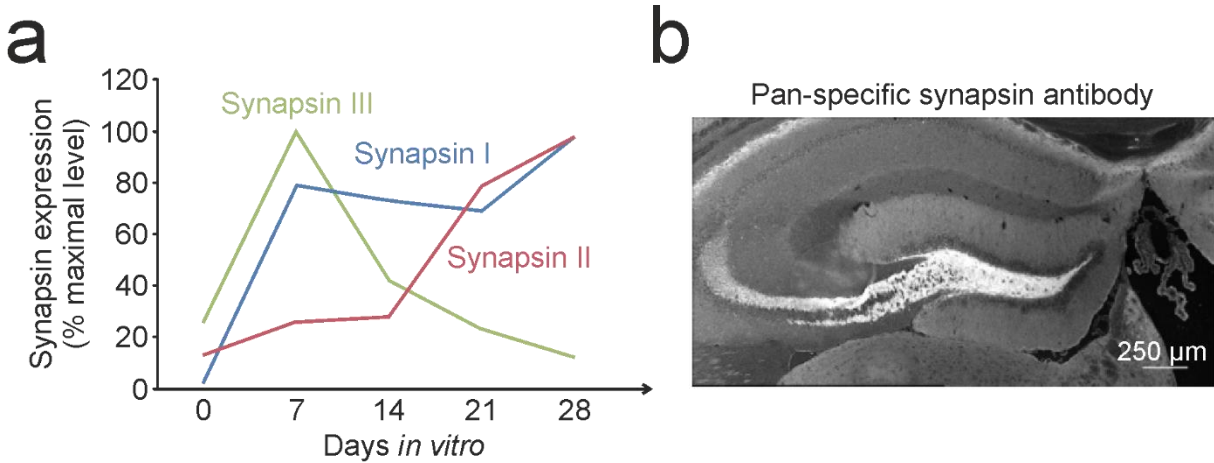 a
Synapsin expression
(% maximal level)
120
100
80
60
40
20
0
Synapsin III
Synapsin I
Synapsin II
0 7 14 21 28
Days in vitro
b
Pan-specific synapsin antibody
250 µm